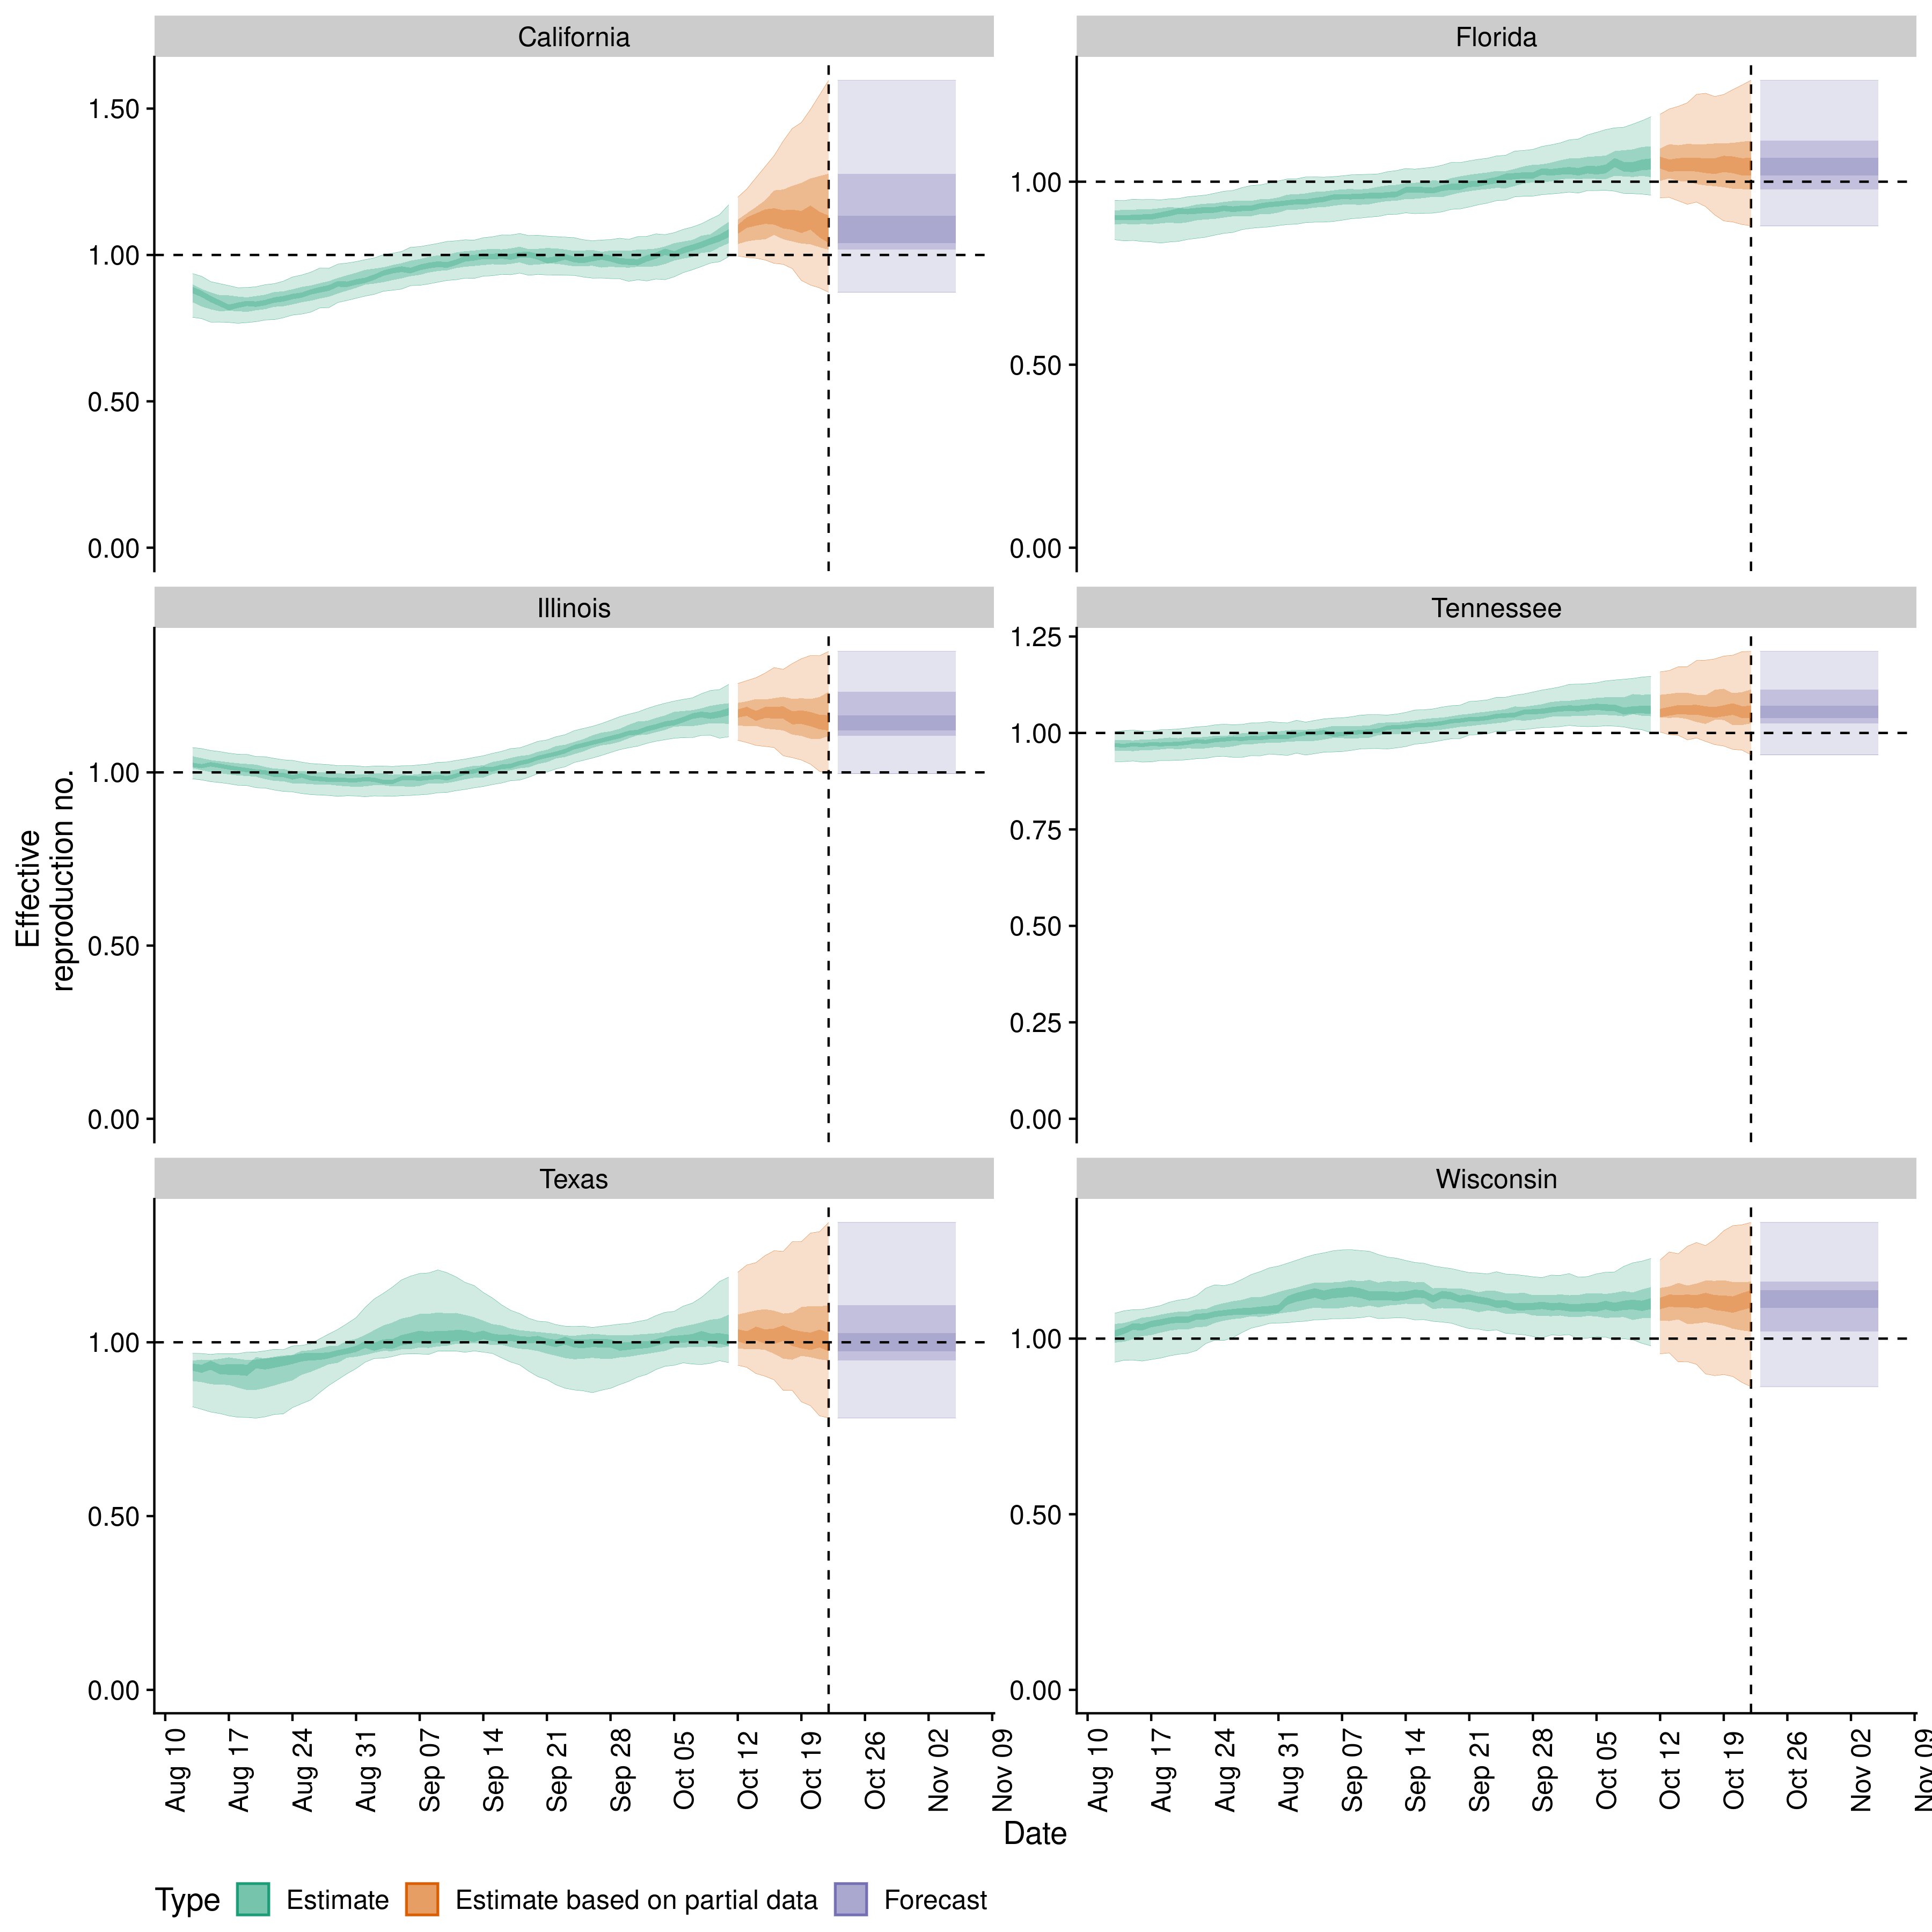 California
Florida
1.50
1.00
0.50
0.00
1.00
0.50
0.00
Illinois
Tennessee
1.00
0.50
0.00
1.25
1.00
0.75
0.50
0.25
0.00
Effective
reproduction no.
Texas
Wisconsin
1.00
0.50
0.00
1.00
0.50
0.00
Aug 10
Aug 17
Aug 24
Aug 31
Sep 07
Sep 14
Sep 21
Sep 28
Oct 05
Oct 12
Oct 19
Oct 26
Nov 02
Nov 09
Aug 10
Aug 17
Aug 24
Aug 31
Sep 07
Sep 14
Sep 21
Sep 28
Oct 05
Oct 12
Oct 19
Oct 26
Nov 02
Nov 09
Date
Type Estimate Estimate based on partial data Forecast